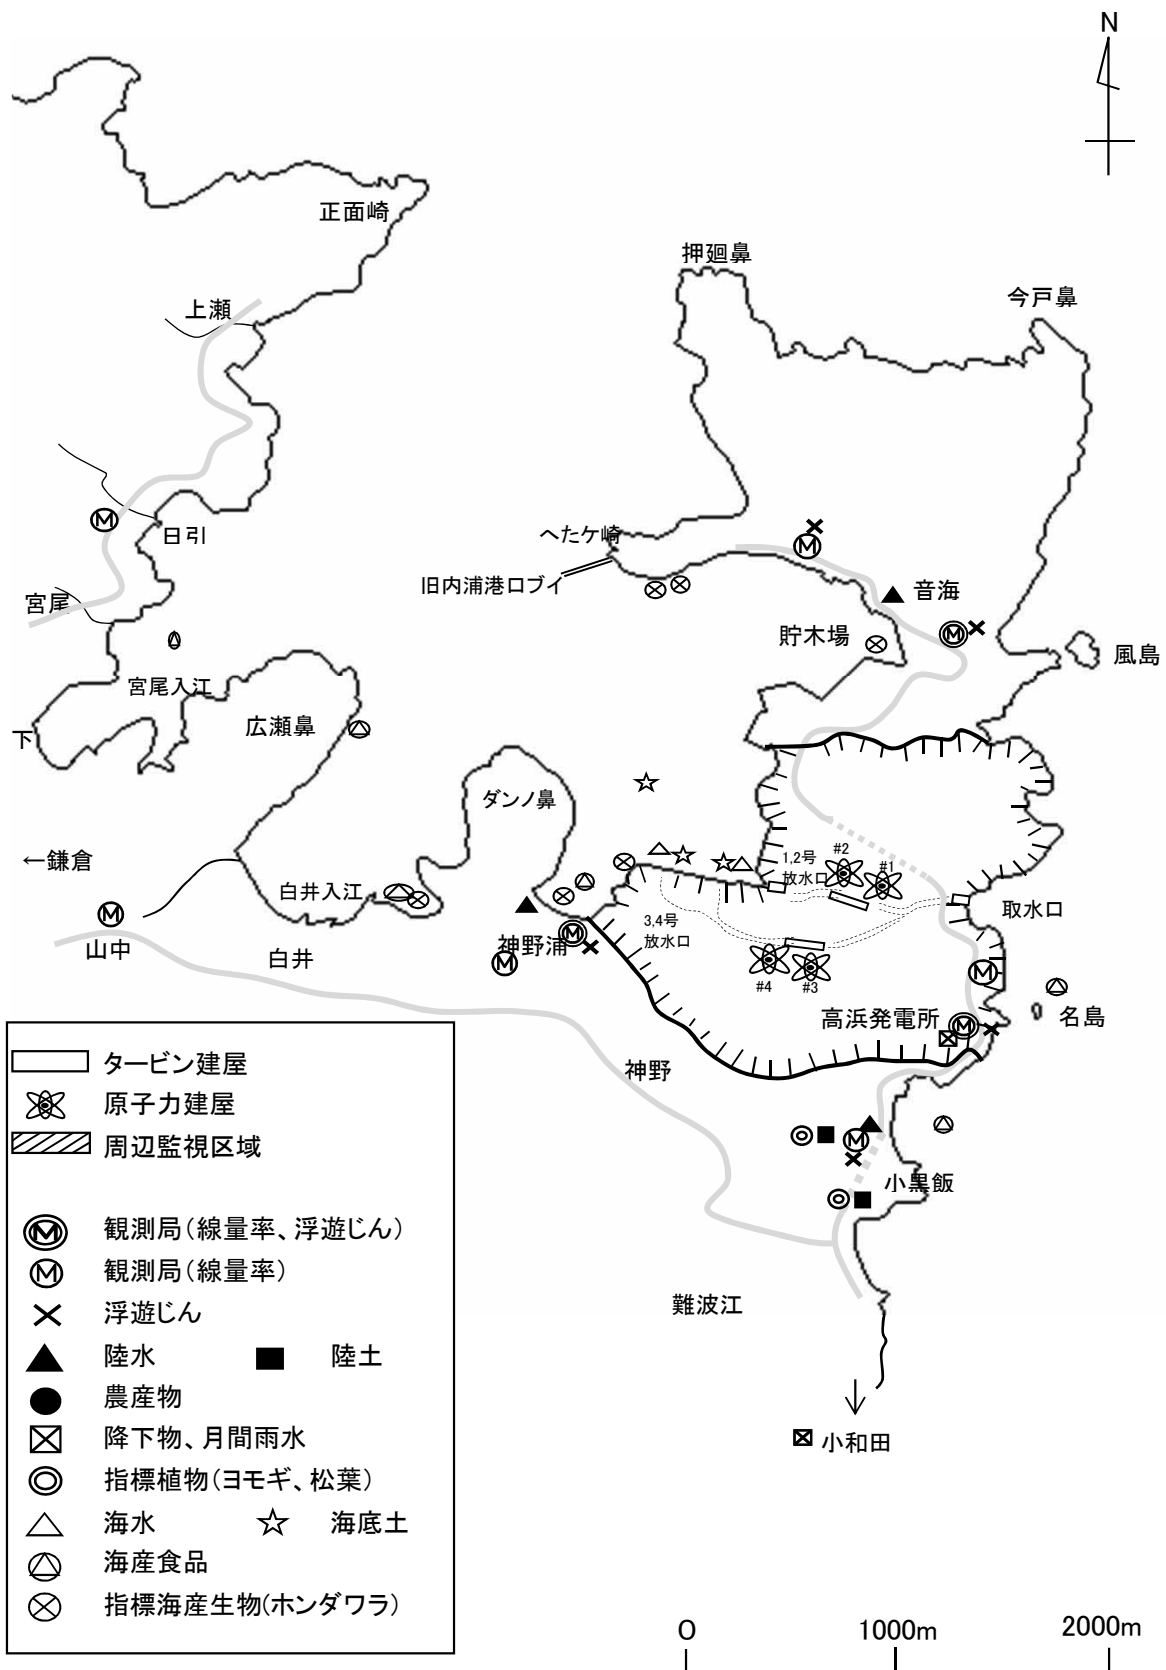 N
正面崎
押廻鼻
今戸鼻
上瀬
日引
へたケ崎
旧内浦港口ブイ
宮尾
音海
貯木場
風島
宮尾入江
広瀬鼻
下
ダンノ鼻
←鎌倉
1,2号
放水口
#2
#1
白井入江
取水口
山中
白井
神野浦
3,4号
放水口
#4
#3
高浜発電所
名島
神野
小黒飯
難波江
小和田
タービン建屋
原子力建屋
周辺監視区域
M 観測局(線量率、浮遊じん)
M 観測局(線量率)
浮遊じん
陸水 陸土
農産物
降下物、月間雨水
指標植物(ヨモギ、松葉)
海水 海底土
海産食品
指標海産生物(ホンダワラ)
O 1000m 2000m